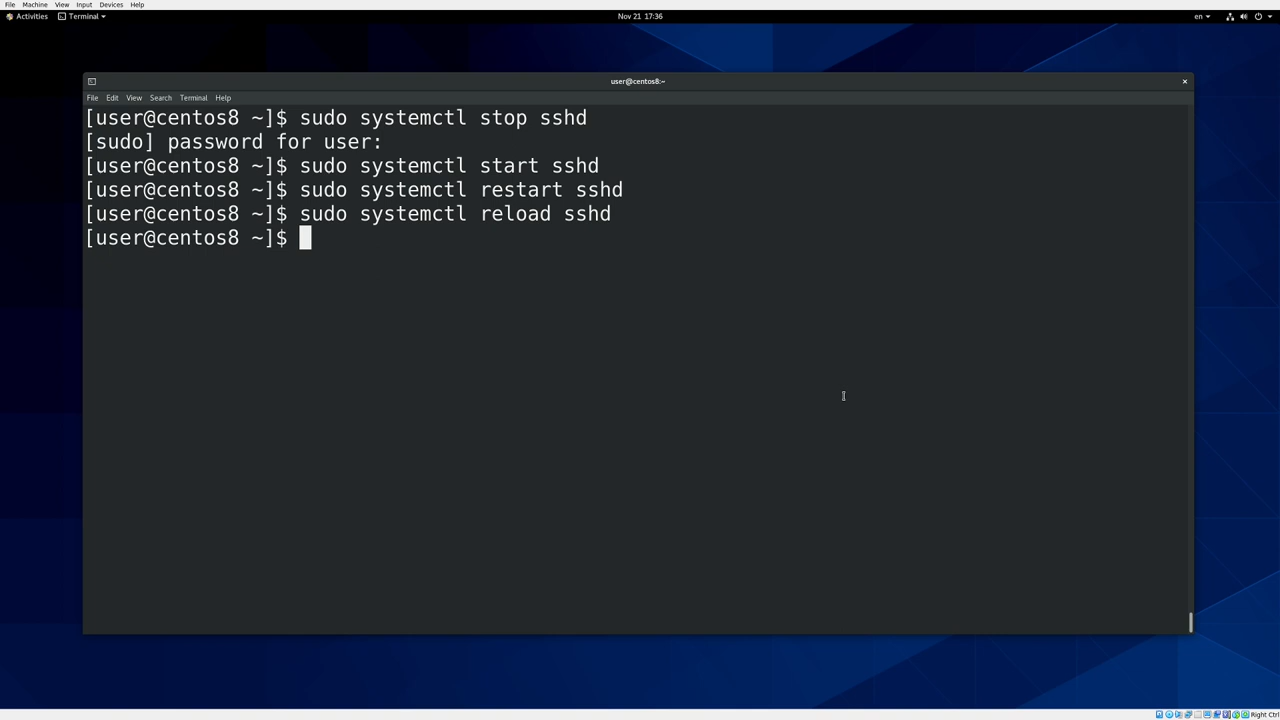 File Machine View Input Devices Help
Activities Terminal Nov 21 17:36 en
user@centos8:~
File Edit View Search Terminal Help
[user@centos8 ~]$ sudo systemctl stop sshd
[sudo] password for user:
[user@centos8 ~]$ sudo systemctl start sshd
[user@centos8 ~]$ sudo systemctl restart sshd
[user@centos8 ~]$ sudo systemctl reload sshd
[user@centos8 ~]$
Right Ctrl